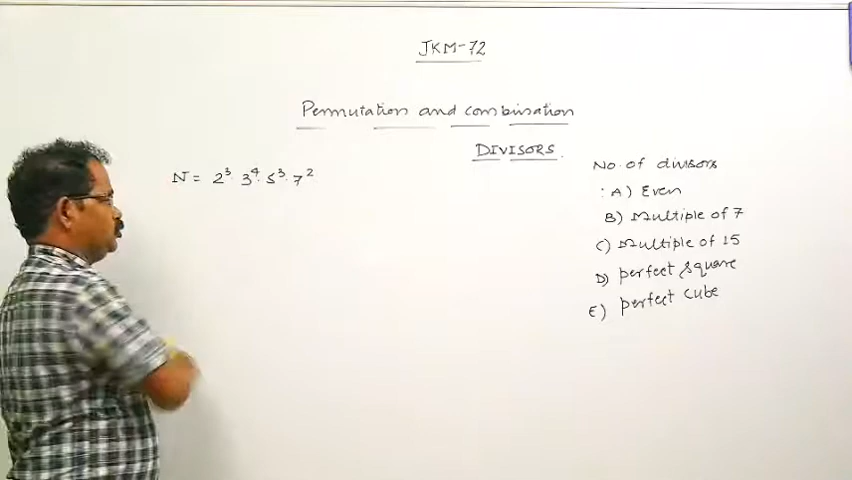 JKM-72
Permutation and combination
DIVISORS.
N = 2³. 3⁴. 5³. 7²
No. of divisors
: A) Even
B) Multiple of 7
C) Multiple of 15
D) perfect square
E) perfect cube